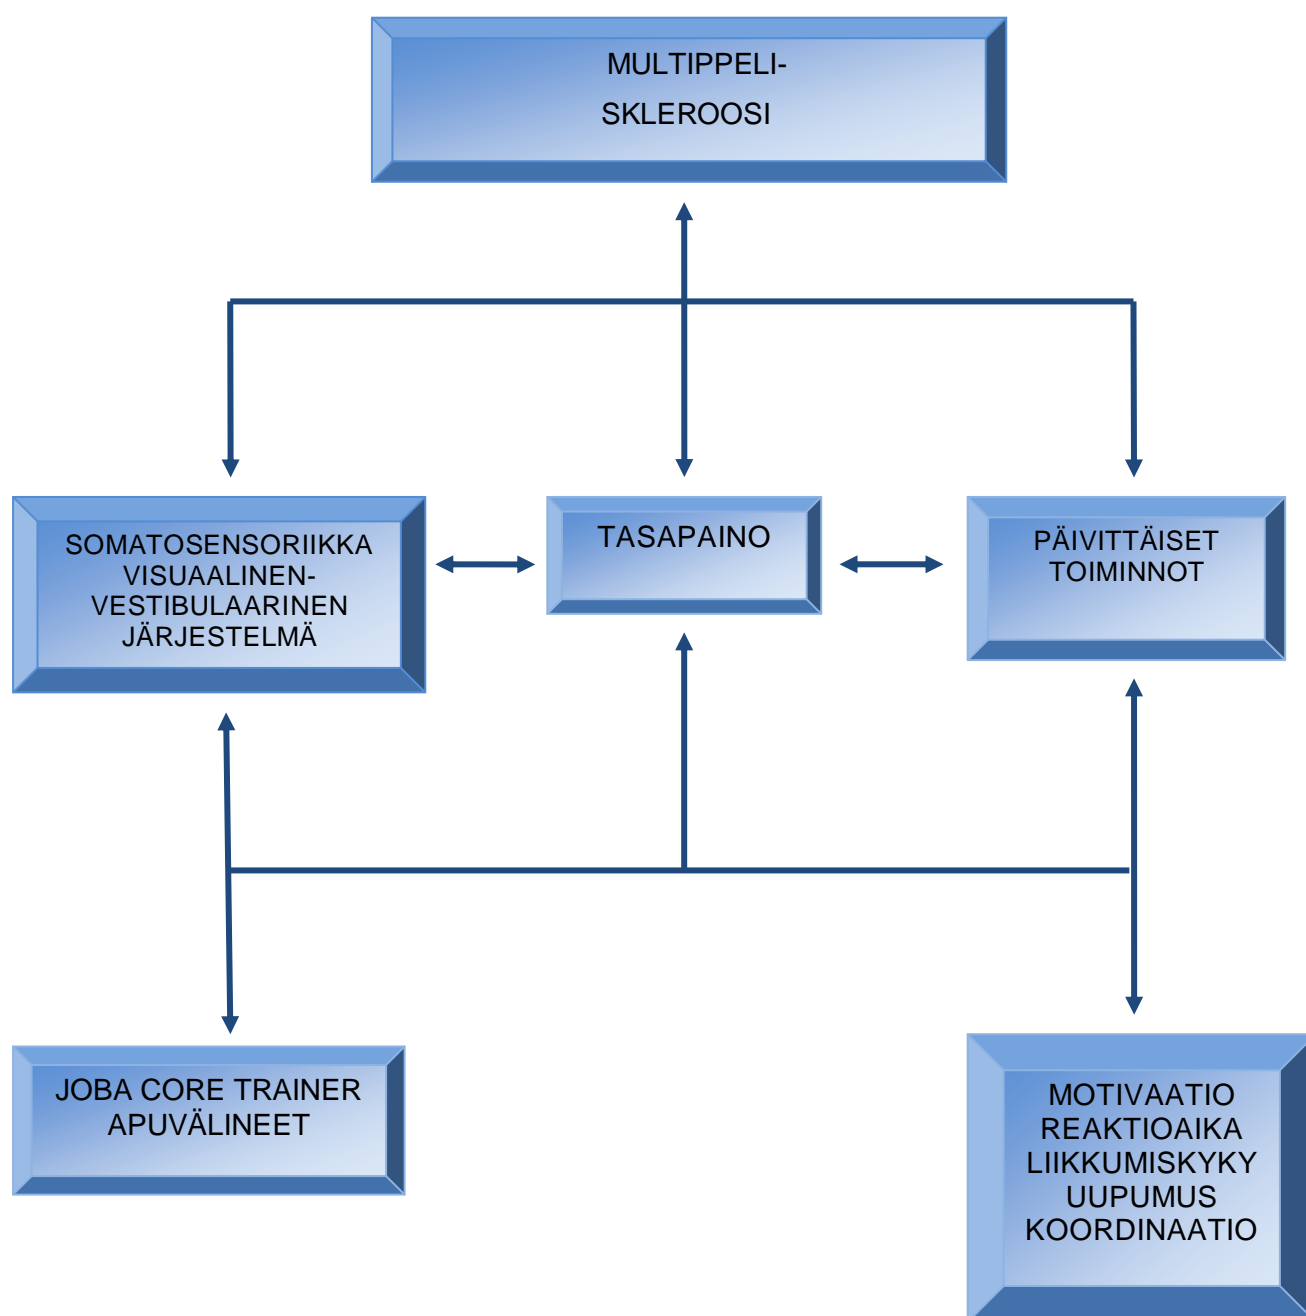 MULTIPPELI-
SKLEROOSI
SOMATOSENSORIIKKA
VISUAALINEN-
VESTIBULAARINEN
JÄRJESTELMÄ
TASAPAINO
PÄIVITTÄISET
TOIMINNOT
JOBA CORE TRAINER
APUVÄLINEET
MOTIVAATIO
REAKTIOAIKA
LIIKKUMISKYKY
UUPUMUS
KOORDINAATIO